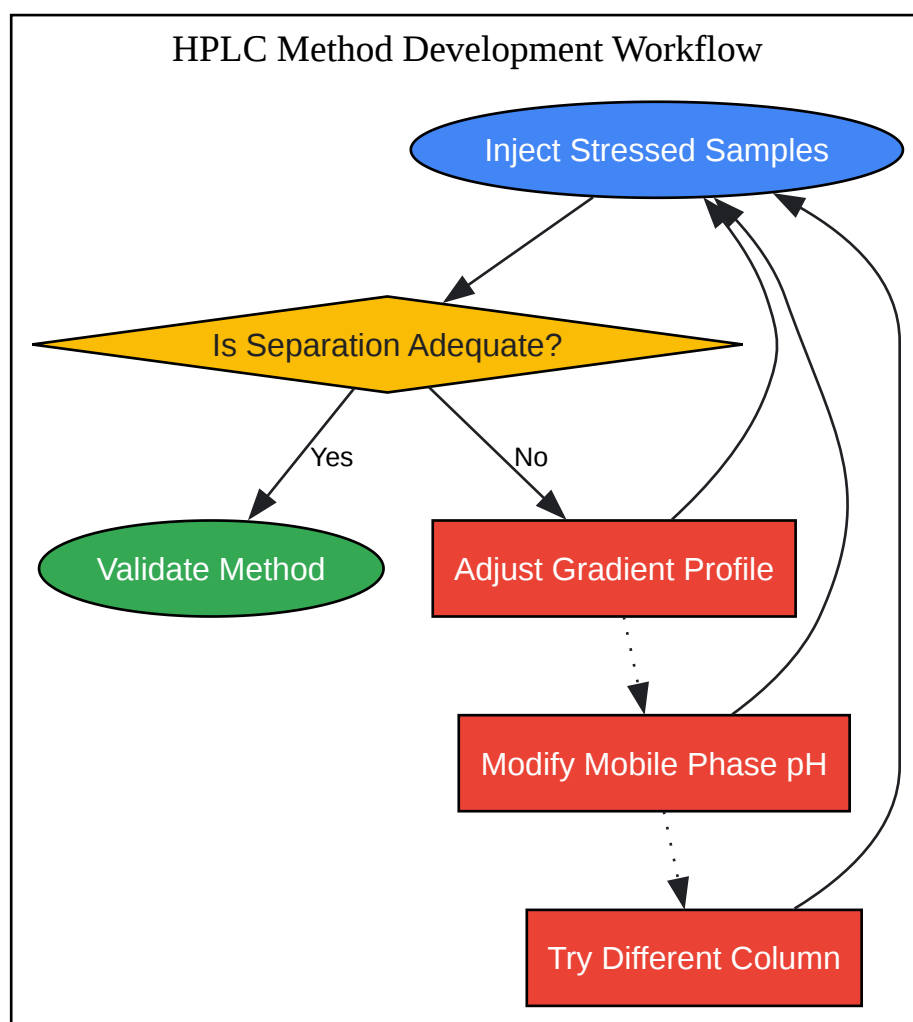 HPLC Method Development Workflow
Inject Stressed Samples
Is Separation Adequate?
Yes
No
Validate Method
Adjust Gradient Profile
Modify Mobile Phase pH
Try Different Column